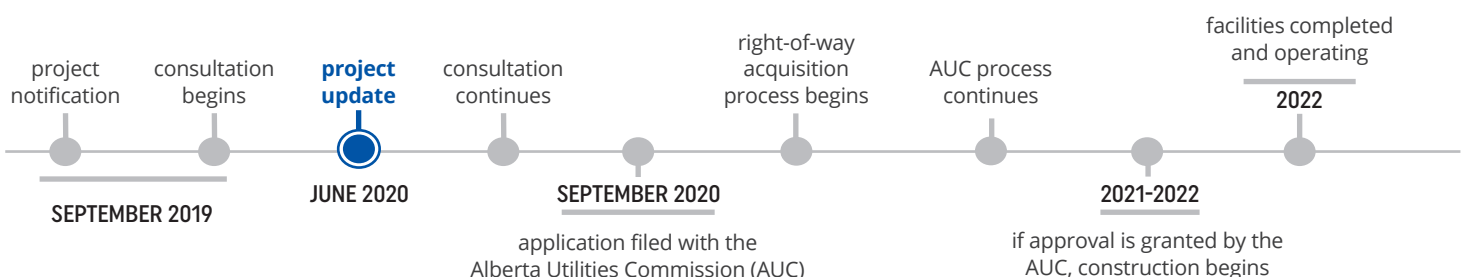 project
notification
SEPTEMBER 2019
consultation
begins
project
update
JUNE 2020
consultation
continues
SEPTEMBER 2020
application filed with the
Alberta Utilities Commission (AUC)
right-of-way
acquisition
process begins
AUC process
continues
2021-2022
if approval is granted by the
AUC, construction begins
facilities completed
and operating
2022